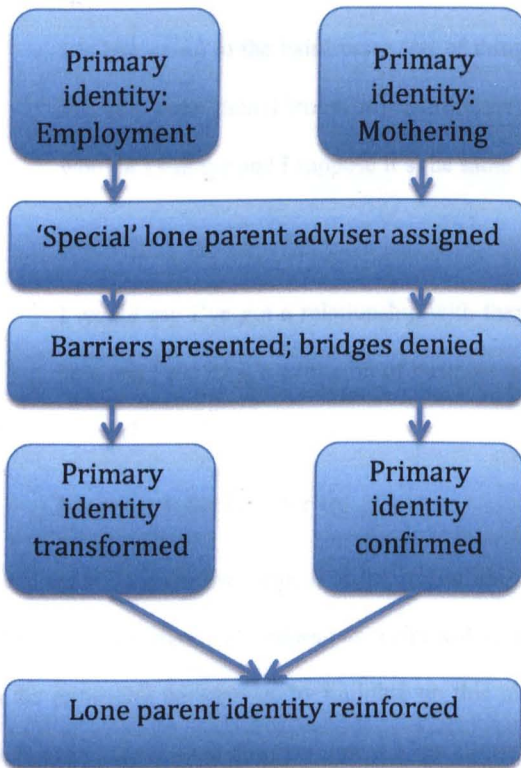 Primary
identity:
Employment
Primary
identity:
Mothering
‘Special’ lone parent adviser assigned
Barriers presented; bridges denied
Primary
identity
transformed
Primary
identity
confirmed
Lone parent identity reinforced